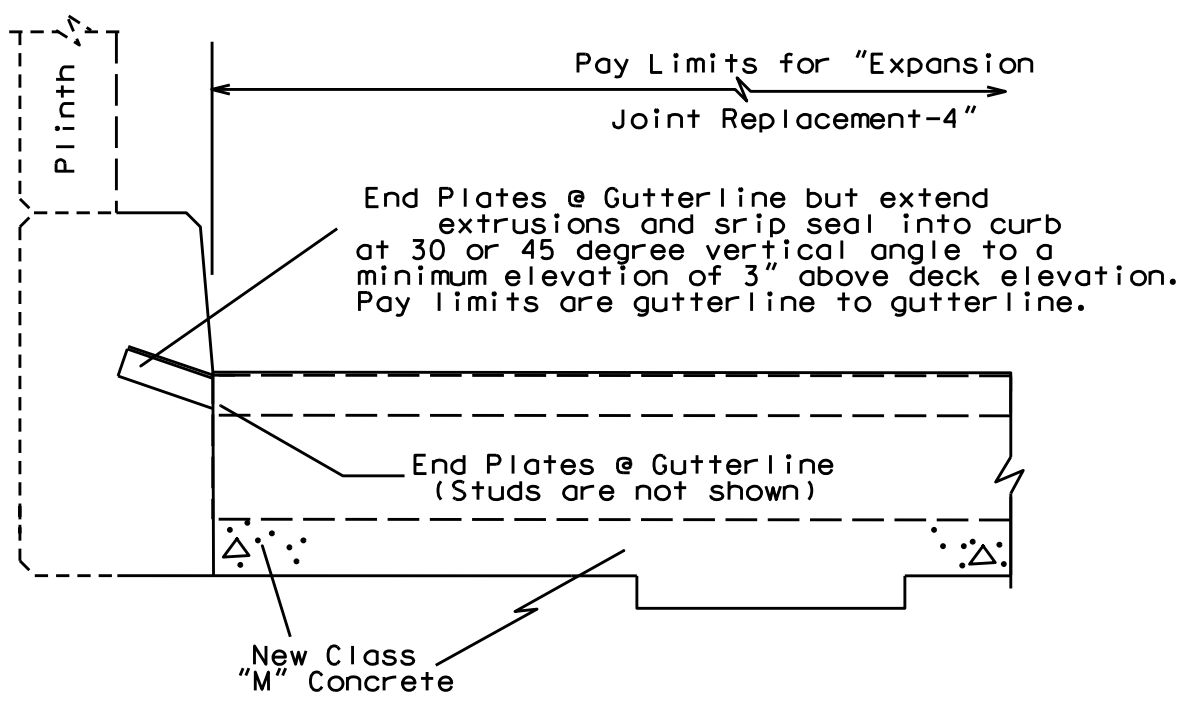 Plinth
Pay Limits for "Expansion
Joint Replacement-4"
End Plates @ Gutterline but extend
extrusions and srip seal into curb
at 30 or 45 degree vertical angle to a
minimum elevation of 3" above deck elevation.
Pay limits are gutterline to gutterline.
End Plates @ Gutterline
(Studs are not shown)
New Class
"M" Concrete